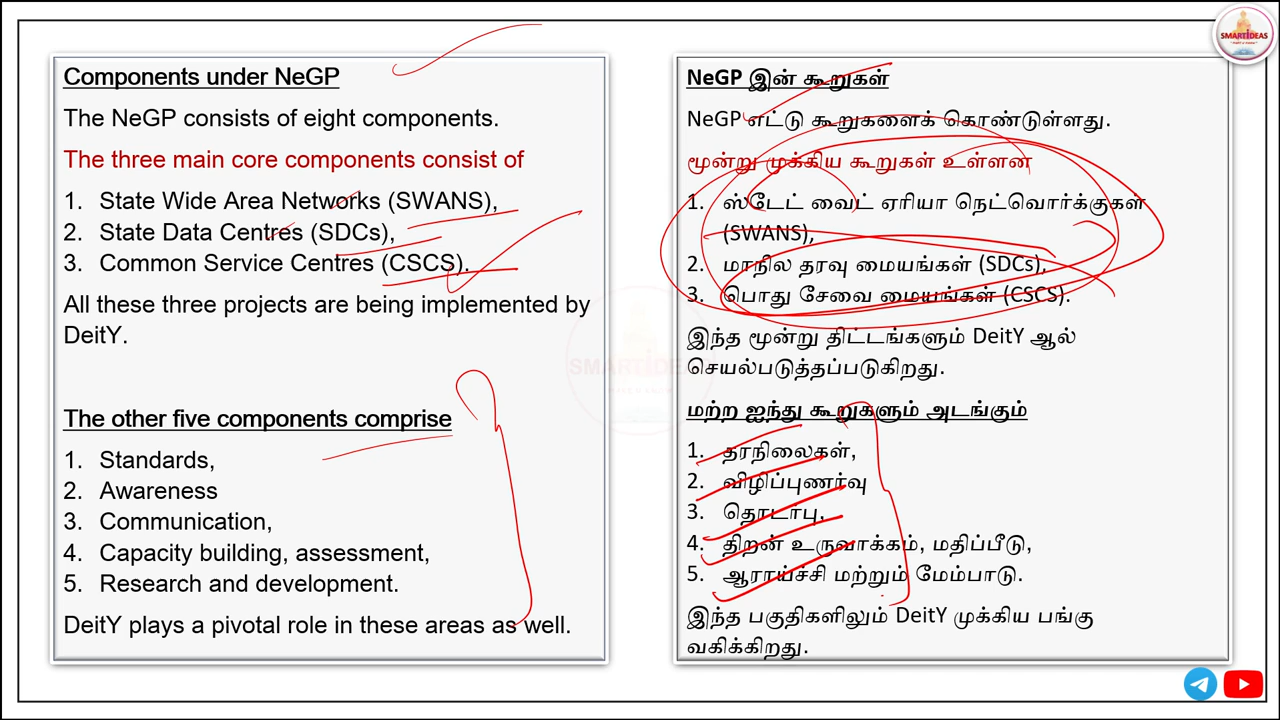 SMARTIDEAS
Components under NeGP
The NeGP consists of eight components.
The three main core components consist of
1. State Wide Area Networks (SWANS),
2. State Data Centres (SDCs),
3. Common Service Centres (CSCS).
All these three projects are being implemented by
DeitY.
The other five components comprise
1. Standards,
2. Awareness
3. Communication,
4. Capacity building, assessment,
5. Research and development.
DeitY plays a pivotal role in these areas as well.
NeGP இன் கூறுகள்
NeGP எட்டு கூறுகளைக் கொண்டுள்ளது.
மூன்று முக்கிய கூறுகள் உள்ளன
1. ஸ்டேட் வைட் ஏரியா நெட்வொர்க்குகள்
(SWANS),
2. மாநில தரவு மையங்கள் (SDCs),
3. பொது சேவை மையங்கள் (CSCS).
இந்த மூன்று திட்டங்களும் DeitY ஆல்
செயல்படுத்தப்படுகிறது.
மற்ற ஐந்து கூறுகளும் அடங்கும்
1. தரநிலைகள்,
2. விழிப்புணர்வு
3. தொடர்பு,
4. திறன் உருவாக்கம், மதிப்பீடு,
5. ஆராய்ச்சி மற்றும் மேம்பாடு.
இந்த பகுதிகளிலும் DeitY முக்கிய பங்கு
வகிக்கிறது.
SMARTIDEAS